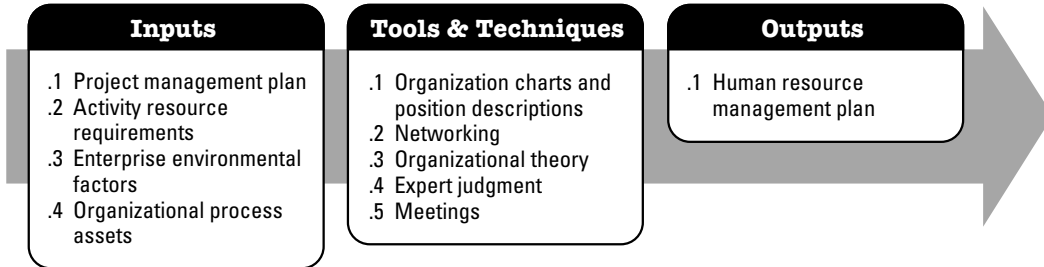 Inputs
.1 Project management plan
.2 Activity resource
requirements
.3 Enterprise environmental
factors
.4 Organizational process
assets
Tools & Techniques
.1 Organization charts and
position descriptions
.2 Networking
.3 Organizational theory
.4 Expert judgment
.5 Meetings
Outputs
.1 Human resource
management plan